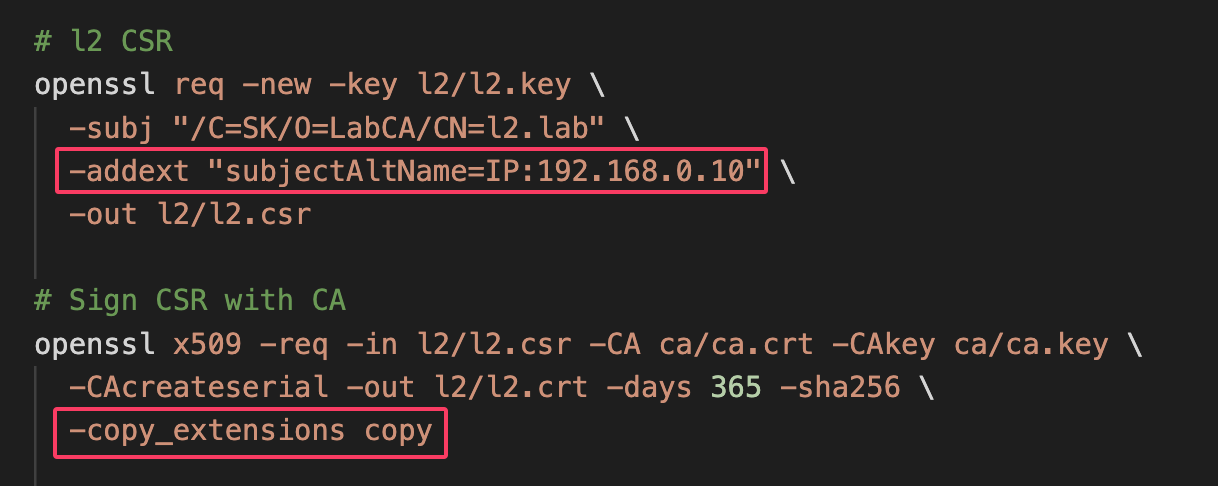 # l2 CSR
openssl req -new -key l2/l2.key \
-subj "/C=SK/O=LabCA/CN=l2.lab" \
-addext "subjectAltName=IP:192.168.0.10" \
-out l2/l2.csr
# Sign CSR with CA
openssl x509 -req -in l2/l2.csr -CA ca/ca.crt -CAkey ca/ca.key \
-CAcreateserial -out l2/l2.crt -days 365 -sha256 \
-copy_extensions copy